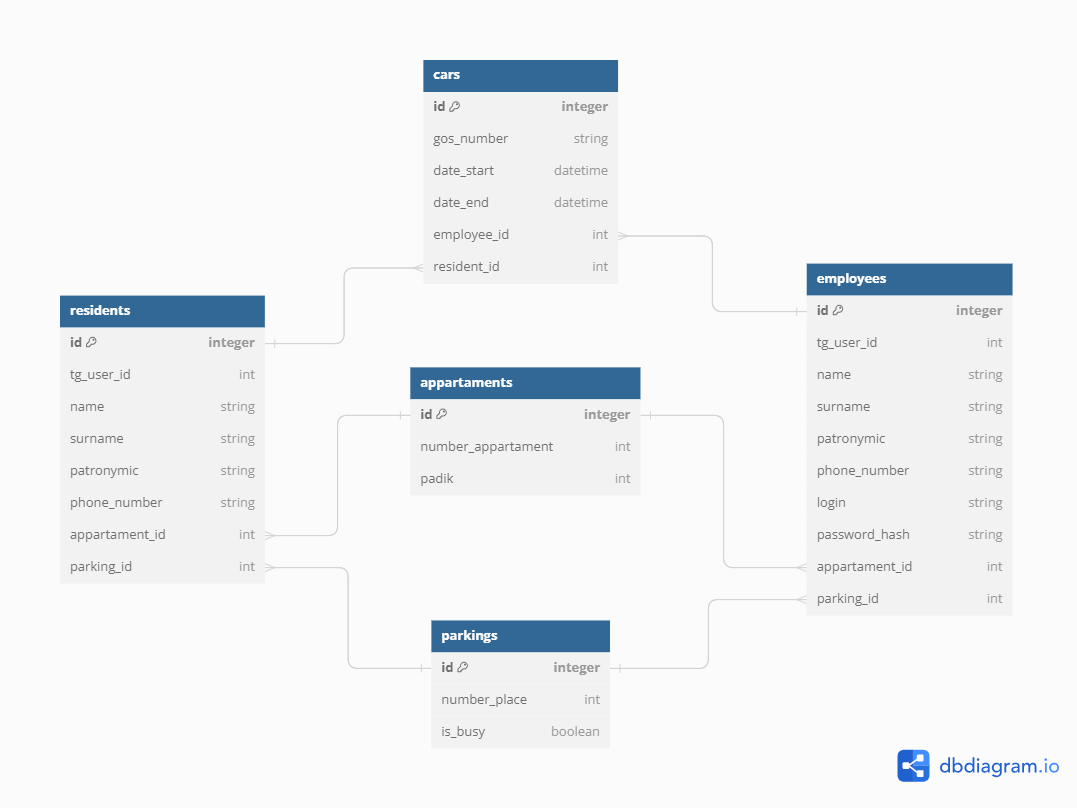 cars
id integer
gos_number string
date_start datetime
date_end datetime
employee_id int
resident_id int
employees
id integer
tg_user_id int
name string
surname string
patronymic string
phone_number string
login string
password_hash string
appartament_id int
parking_id int
residents
id integer
tg_user_id int
name string
surname string
patronymic string
phone_number string
appartament_id int
parking_id int
appartaments
id integer
number_appartament int
padik int
parkings
id integer
number_place int
is_busy boolean
dbdiagram.io